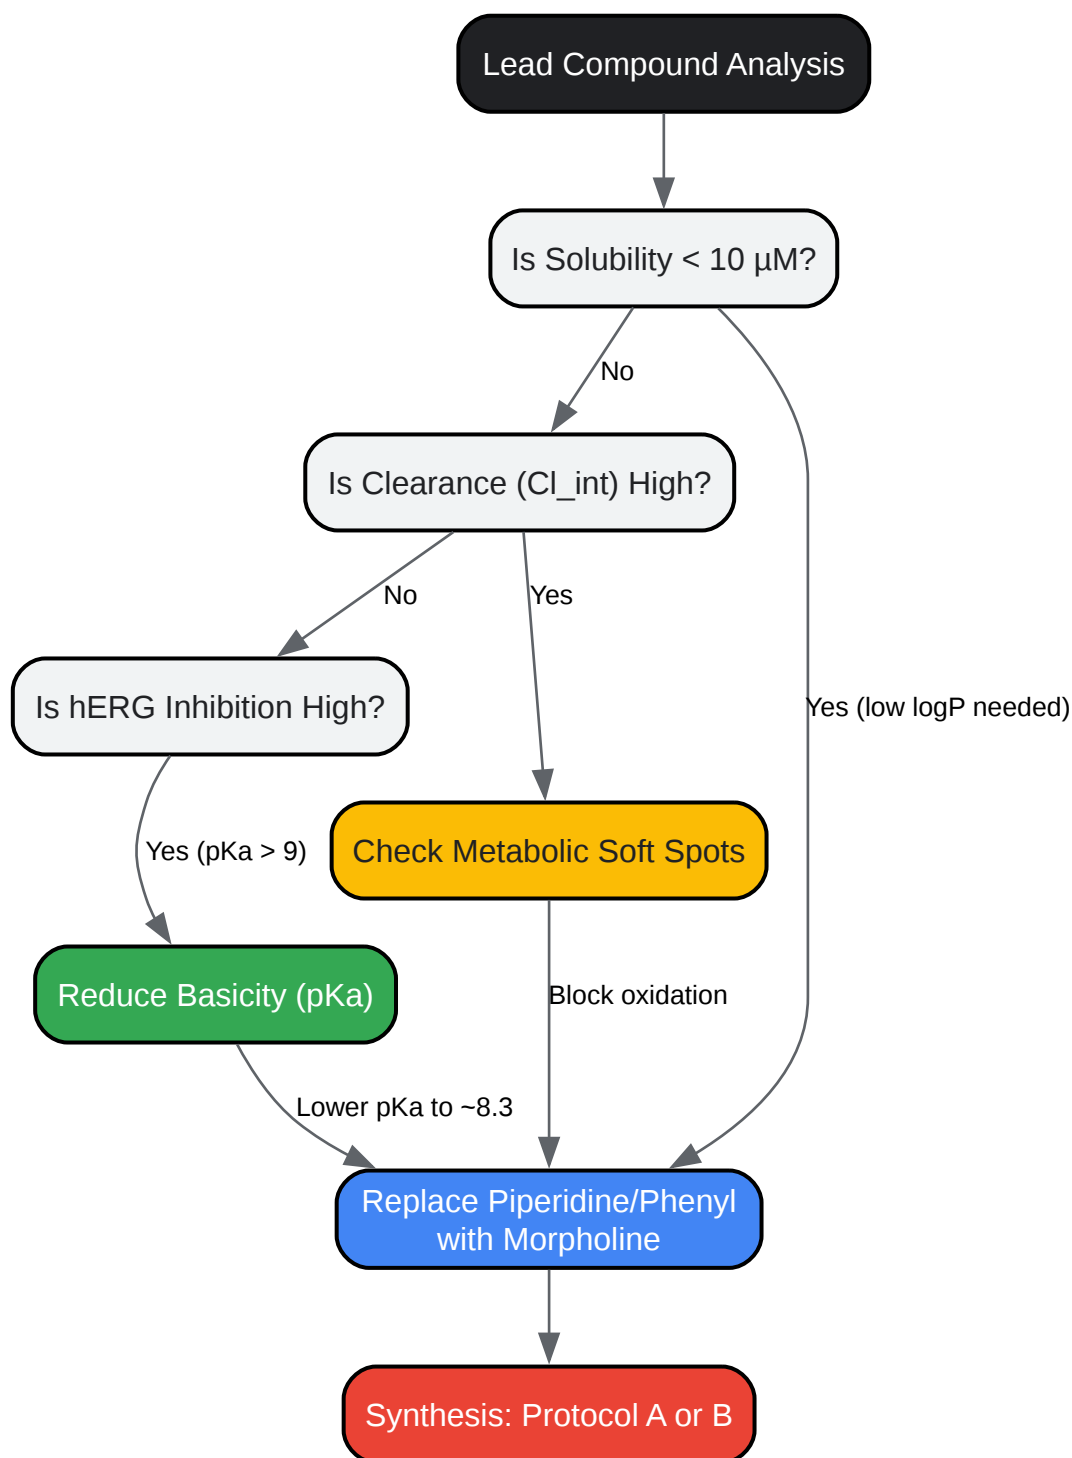 Lead Compound Analysis
Is Solubility < 10 µM?
No
Is Clearance (Cl_int) High?
No
Yes
Is hERG Inhibition High?
Yes (low logP needed)
Yes (pKa > 9)
Check Metabolic Soft Spots
Reduce Basicity (pKa)
Block oxidation
Lower pKa to ~8.3
Replace Piperidine/Phenyl
with Morpholine
Synthesis: Protocol A or B